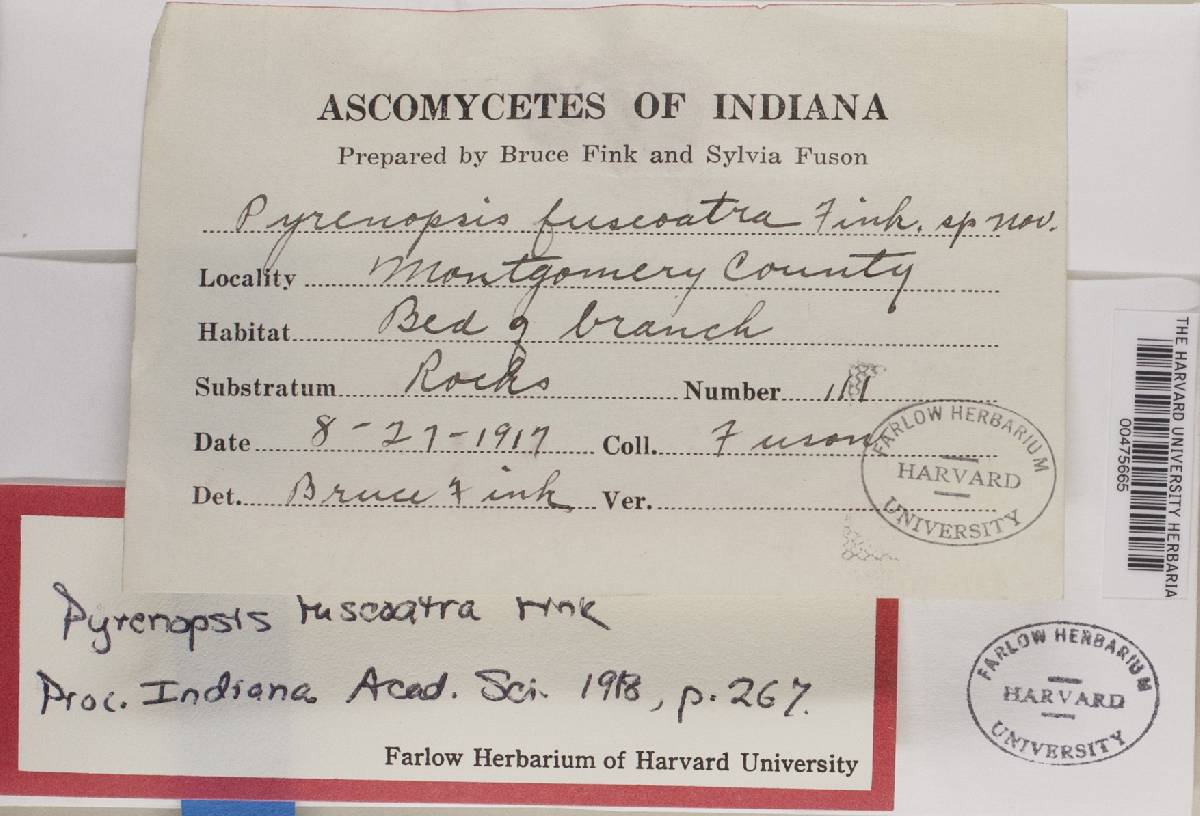 ASCOMYCETES OF INDIANA
Prepared by Bruce Fink and Sylvia Fuson
Pyrenopsis fuscoatra Fink. sp nov.
Locality Montgomery County
Habitat Bed of branch
Substratum Rocks Number
Date 8-27-1917 Coll. Fuson
Det. Bruce Fink Ver.
FARLOW HERBARIUM
HARVARD
UNIVERSITY
THE HARVARD UNIVERSITY HERBARIA
00475665
Pyrenopsis fuscoatra Fink
Proc. Indiana Acad. Sci. 1918, p. 267.
Farlow Herbarium of Harvard University
FARLOW HERBARIUM
HARVARD
UNIVERSITY